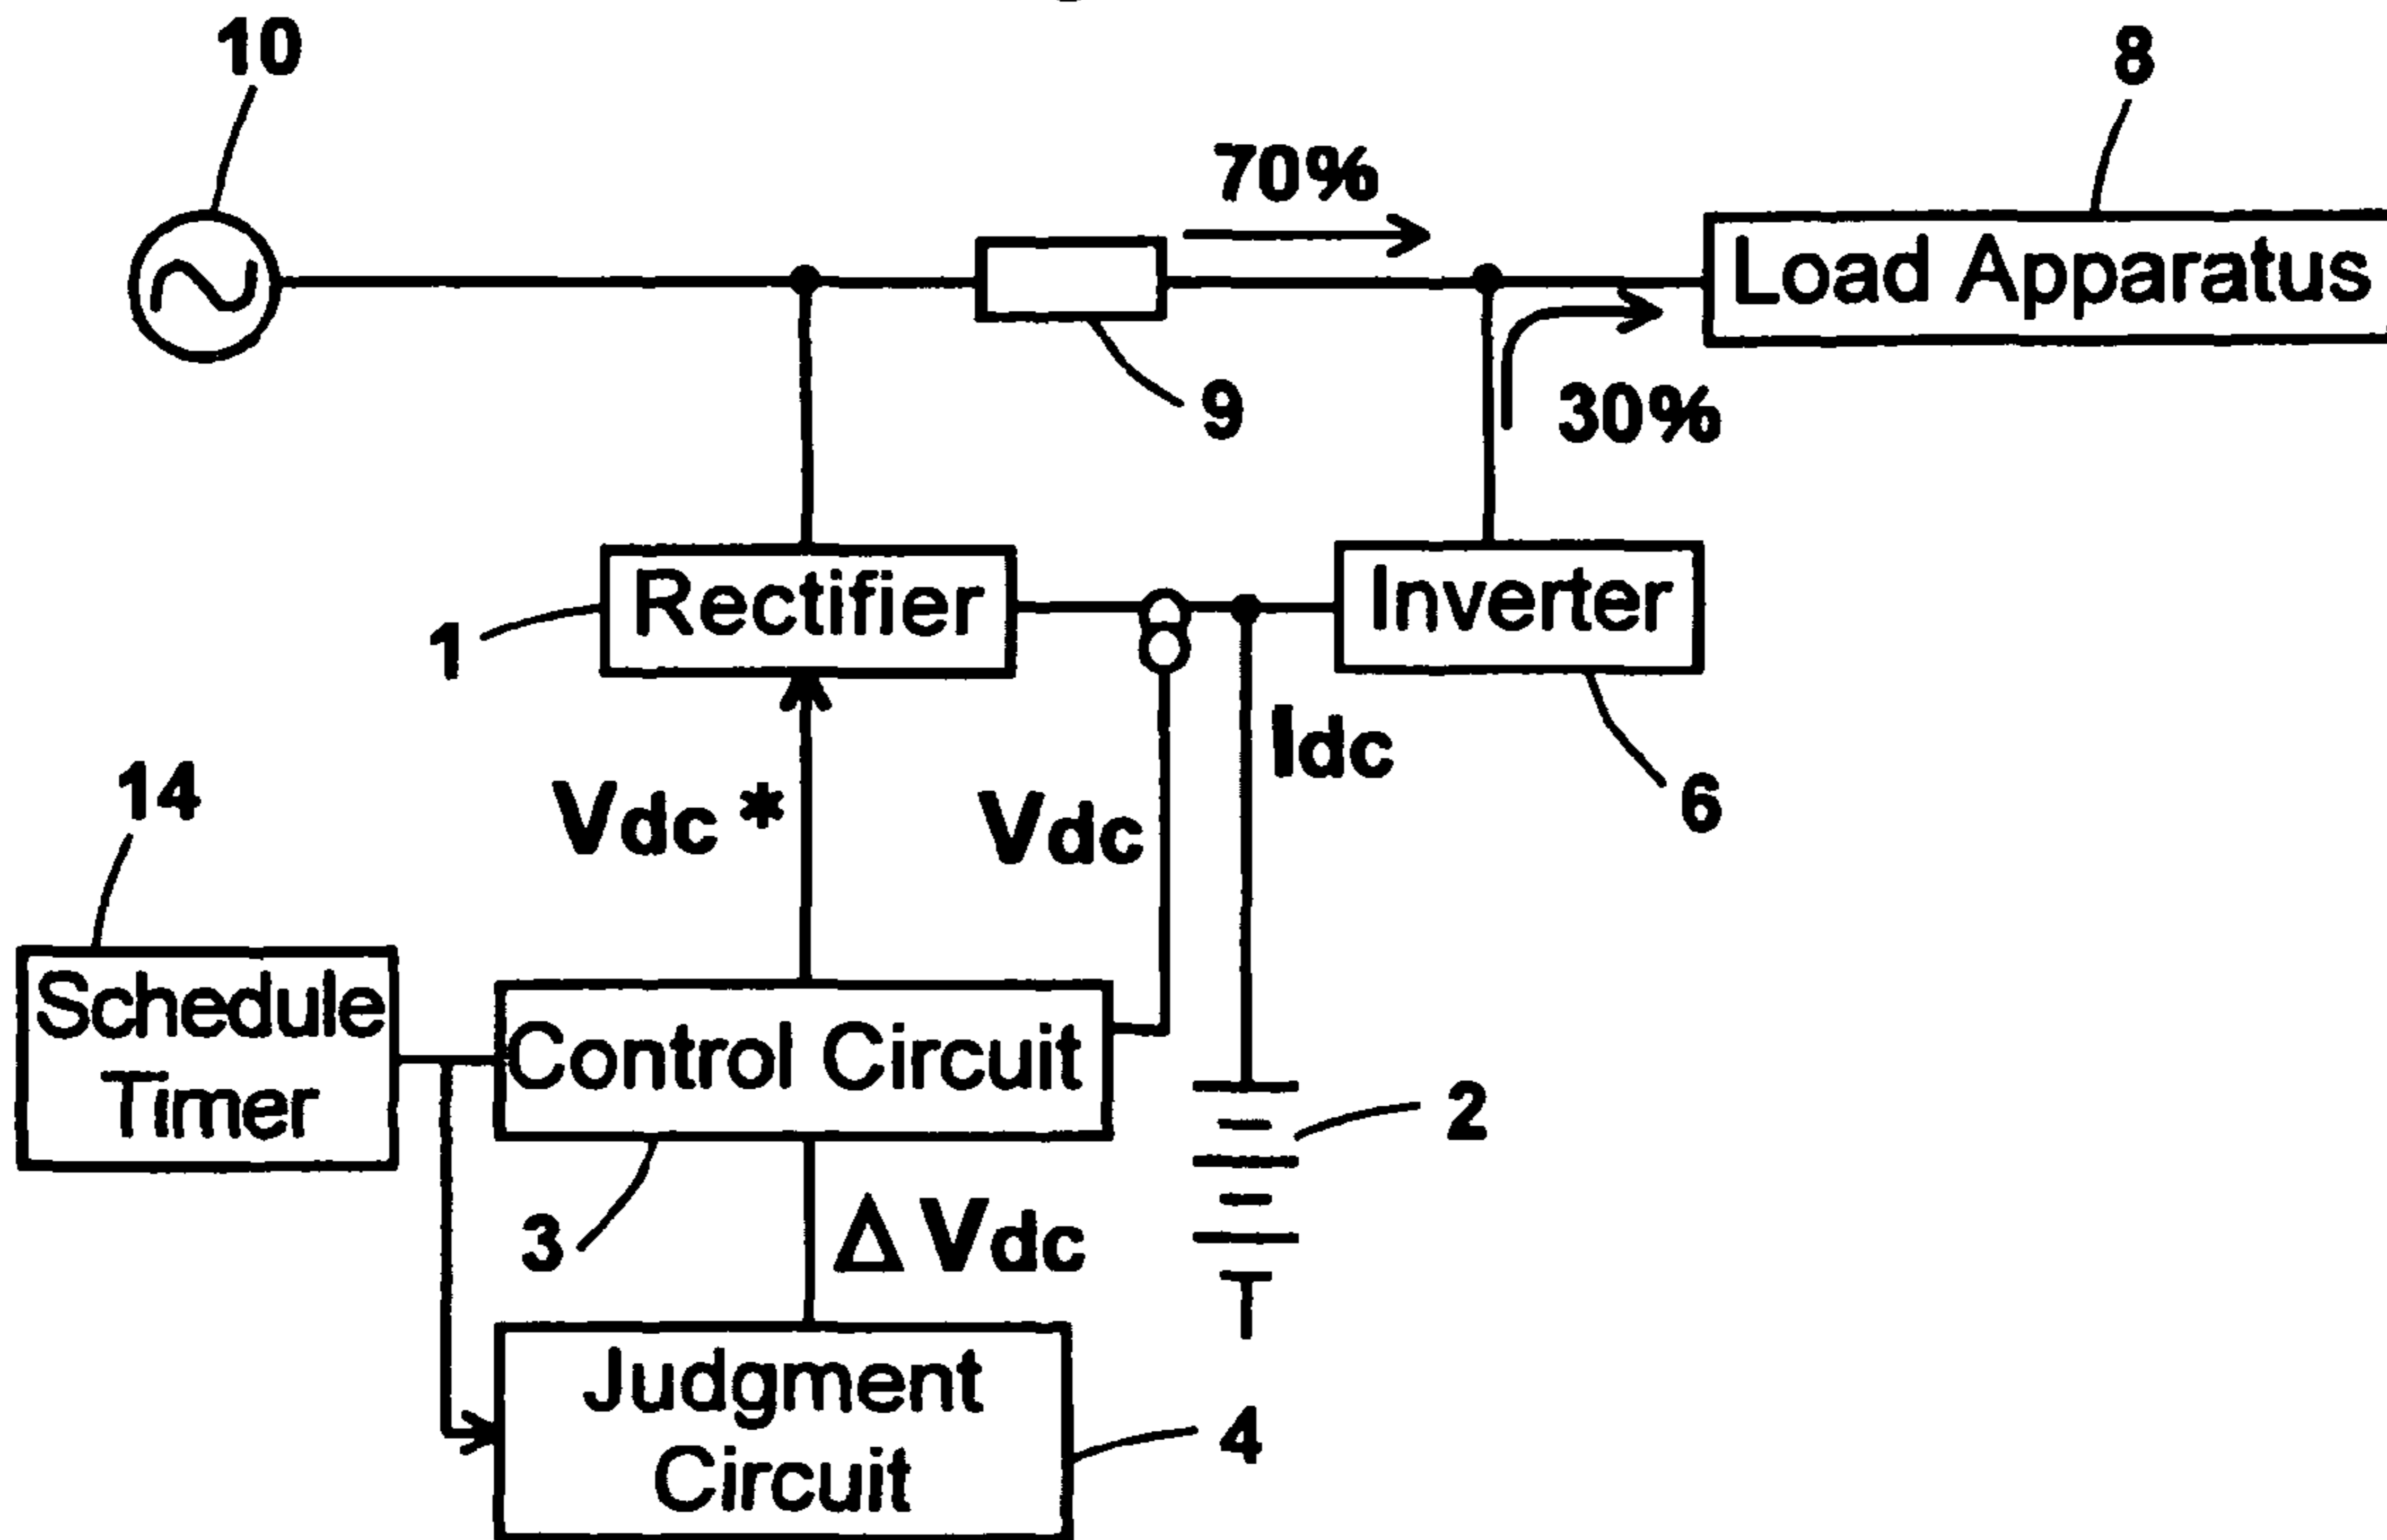 10
8
70%
Load Apparatus
9
30%
Rectifier
Inverter
1
Idc
6
14
Vdc *
Vdc
Schedule
Timer
Control Circuit
2
3
Δ Vdc
Judgment
Circuit
4